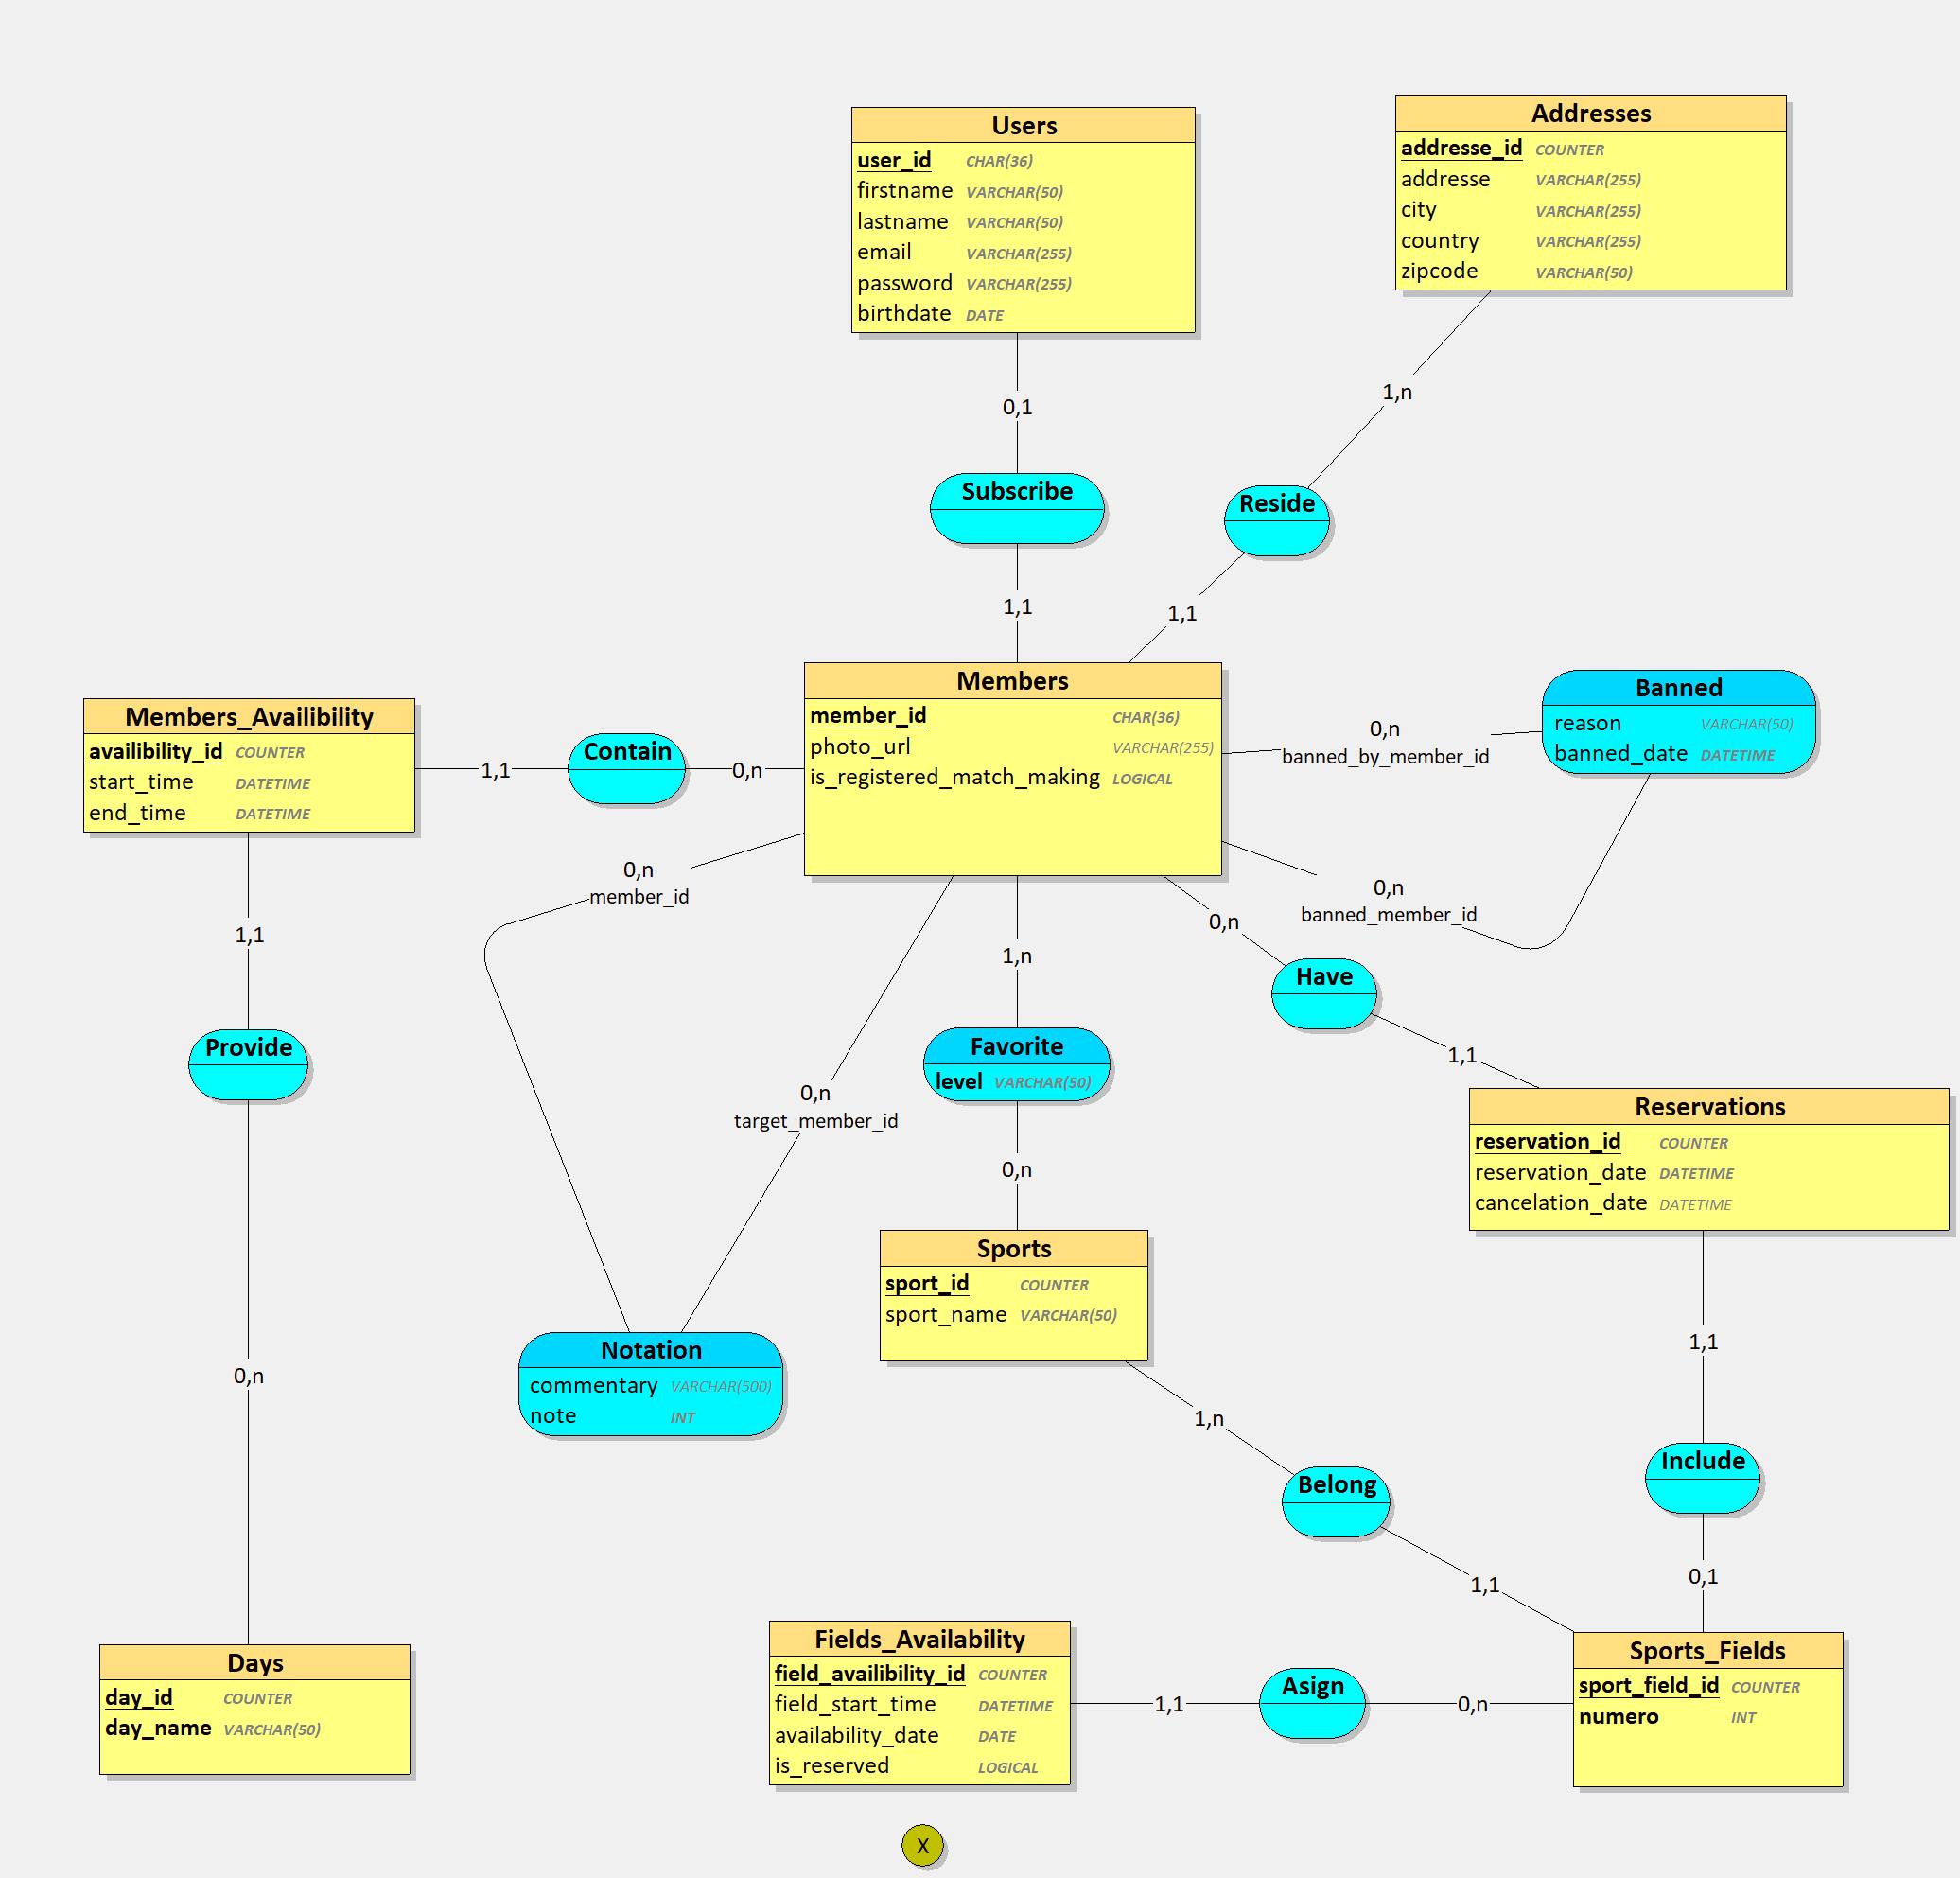 Users
user_id CHAR(36)
firstname VARCHAR(50)
lastname VARCHAR(50)
email VARCHAR(255)
password VARCHAR(255)
birthdate DATE
Addresses
addresse_id COUNTER
addresse VARCHAR(255)
city VARCHAR(255)
country VARCHAR(255)
zipcode VARCHAR(50)
0,1
1,n
Subscribe
Reside
1,1
1,1
Members_Availibility
availibility_id COUNTER
start_time DATETIME
end_time DATETIME
1,1
Contain
0,n
Members
member_id CHAR(36)
photo_url VARCHAR(255)
is_registered_match_making LOGICAL
0,n
banned_by_member_id
Banned
reason VARCHAR(50)
banned_date DATETIME
0,n
member_id
0,n
banned_member_id
1,1
1,n
0,n
Have
1,1
Provide
0,n
target_member_id
Favorite
level VARCHAR(50)
0,n
Reservations
reservation_id COUNTER
reservation_date DATETIME
cancelation_date DATETIME
Sports
sport_id COUNTER
sport_name VARCHAR(50)
0,n
Notation
commentary VARCHAR(500)
note INT
1,1
1,n
Include
Belong
1,1
0,1
Days
day_id COUNTER
day_name VARCHAR(50)
Fields_Availability
field_availibility_id COUNTER
field_start_time DATETIME
availability_date DATE
is_reserved LOGICAL
1,1
Asign
0,n
Sports_Fields
sport_field_id COUNTER
numero INT
X